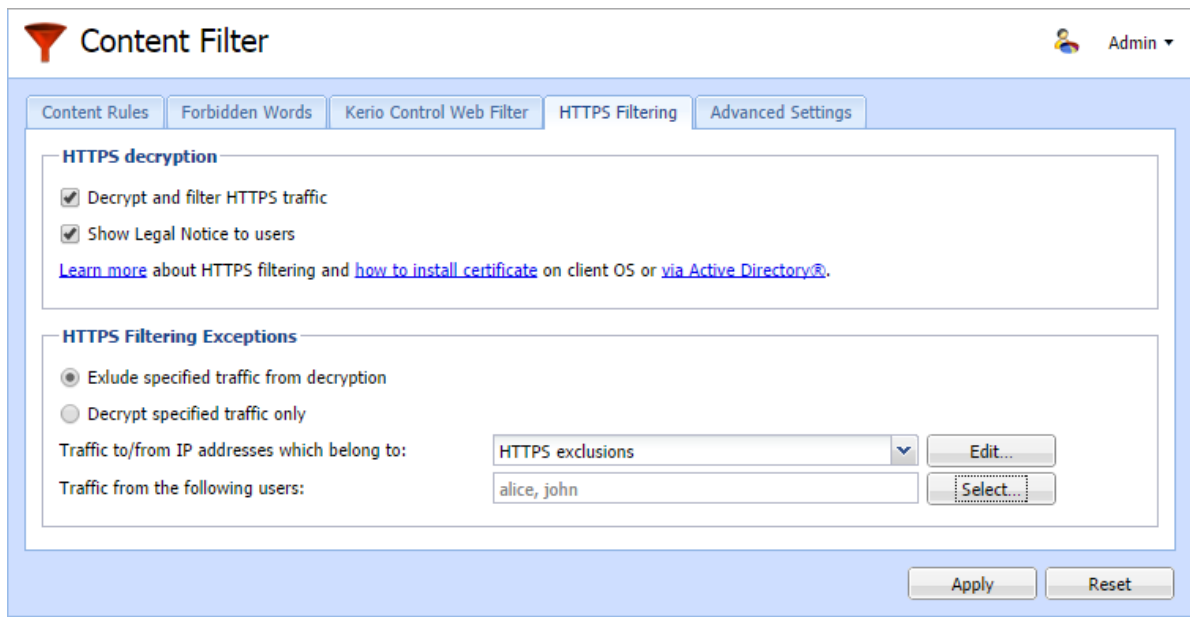 Content Filter
Admin
Content Rules Forbidden Words Kerio Control Web Filter HTTPS Filtering Advanced Settings
HTTPS decryption
Decrypt and filter HTTPS traffic
Show Legal Notice to users
Learn more about HTTPS filtering and how to install certificate on client OS or via Active Directory®.
HTTPS Filtering Exceptions
Exlude specified traffic from decryption
Decrypt specified traffic only
Traffic to/from IP addresses which belong to: HTTPS exclusions Edit...
Traffic from the following users: alice, john Select...
Apply Reset